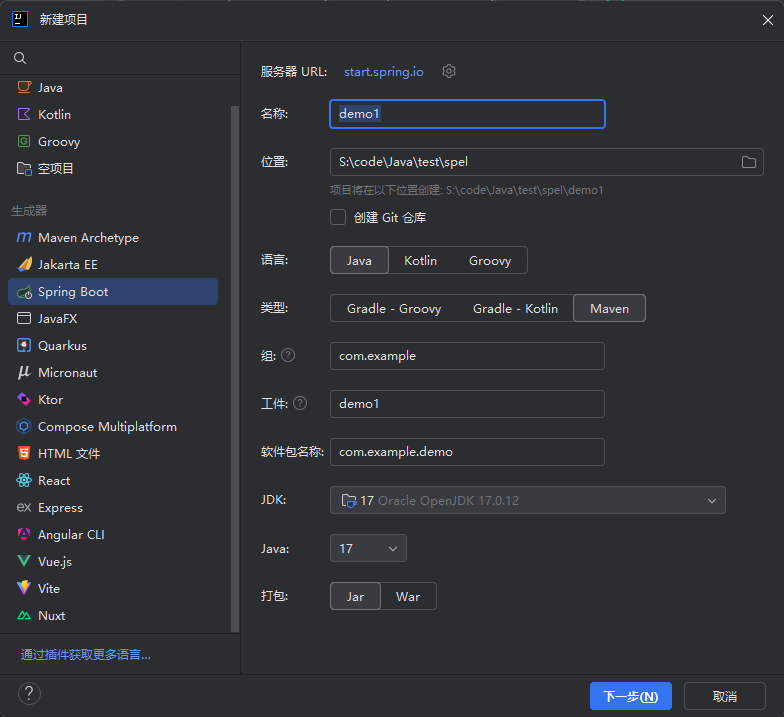 新建项目
Java
Kotlin
Groovy
空项目
生成器
Maven Archetype
Jakarta EE
Spring Boot
JavaFX
Quarkus
Micronaut
Ktor
Compose Multiplatform
HTML 文件
React
ex Express
Angular CLI
Vue.js
Vite
Nuxt
通过插件获取更多语言...
服务器 URL: start.spring.io
名称: demo1
位置: S:\code\Java\test\spel
项目将在以下位置创建: S:\code\Java\test\spel\demo1
创建 Git 仓库
语言: Java Kotlin Groovy
类型: Gradle - Groovy Gradle - Kotlin Maven
组: ? com.example
工件: ? demo1
软件包名称: com.example.demo
JDK: 17 Oracle OpenJDK 17.0.12
Java: 17
打包: Jar War
? 下一步(N) 取消